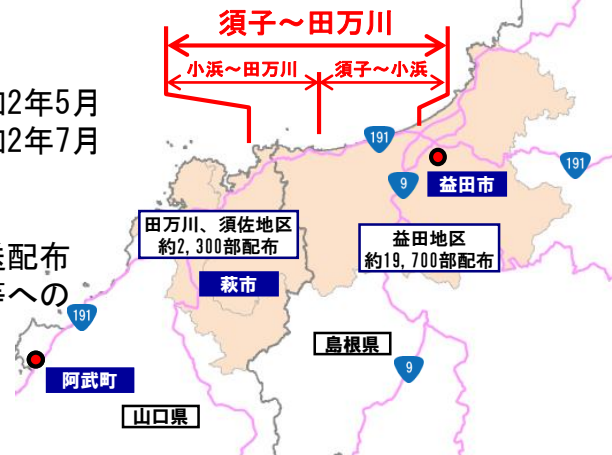 須子～田万川
小浜～田万川
須子～小浜
2年5月
2年7月
191
191
9
益田市
田万川、須佐地区
約2,300部配布
益田地区
約19,700部配布
配布
への
萩市
191
島根県
9
阿武町
山口県